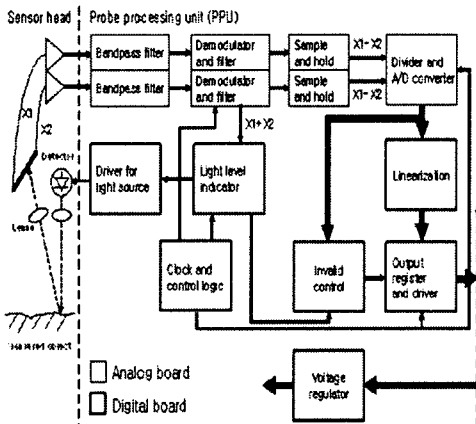 Sensor head
Probe processing unit (PPU)
Bandpass filter
Demodulator
and filter
Sample
and hold
X1-X2
Divider and
A/D converter
Bandpass filter
Demodulator
and filter
Sample
and hold
X1-X2
X1
X2
X1+X2
Detector
Driver for
light source
Light level
indicator
Linearization
Lens
Clock and
control logic
Invalid
control
Output
register
and driver
Measured object
Analog board
Digital board
Voltage
regulator